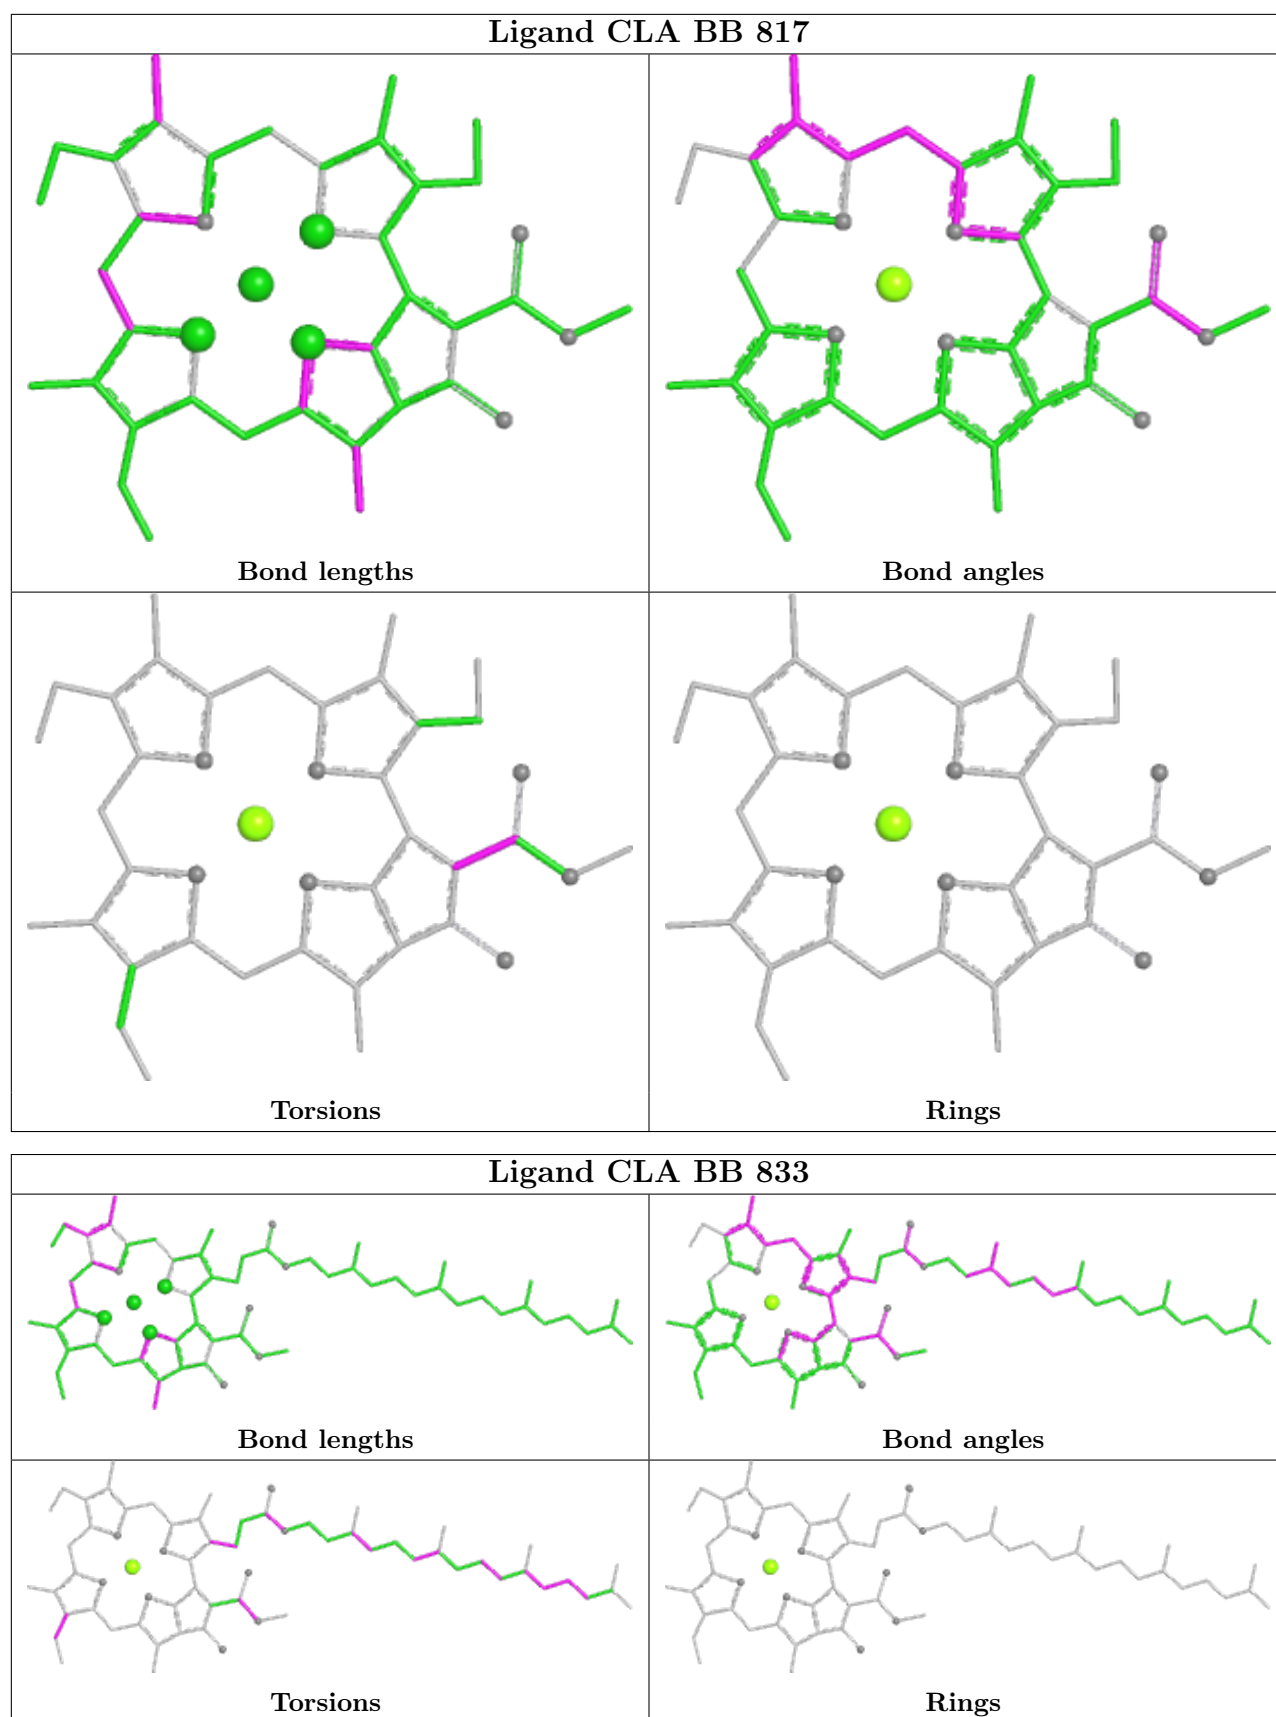 Ligand CLA BB 817
Bond lengths
Bond angles
Torsions
Rings
Ligand CLA BB 833
Bond lengths
Bond angles
Torsions
Rings